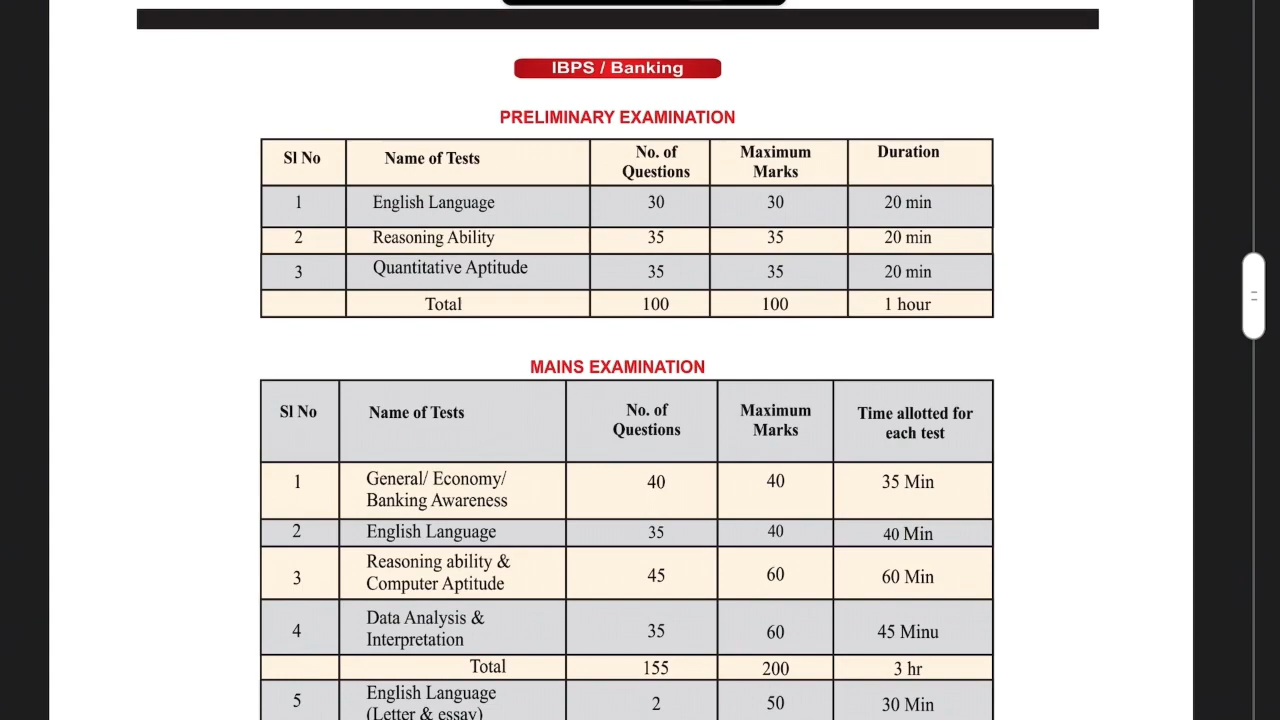 IBPS / Banking
PRELIMINARY EXAMINATION
Sl No Name of Tests No. of Questions Maximum Marks Duration
1 English Language 30 30 20 min
2 Reasoning Ability 35 35 20 min
3 Quantitative Aptitude 35 35 20 min
Total 100 100 1 hour
MAINS EXAMINATION
Sl No Name of Tests No. of Questions Maximum Marks Time allotted for each test
1 General/ Economy/ Banking Awareness 40 40 35 Min
2 English Language 35 40 40 Min
3 Reasoning ability & Computer Aptitude 45 60 60 Min
4 Data Analysis & Interpretation 35 60 45 Minu
Total 155 200 3 hr
5 English Language (Letter & essay) 2 50 30 Min